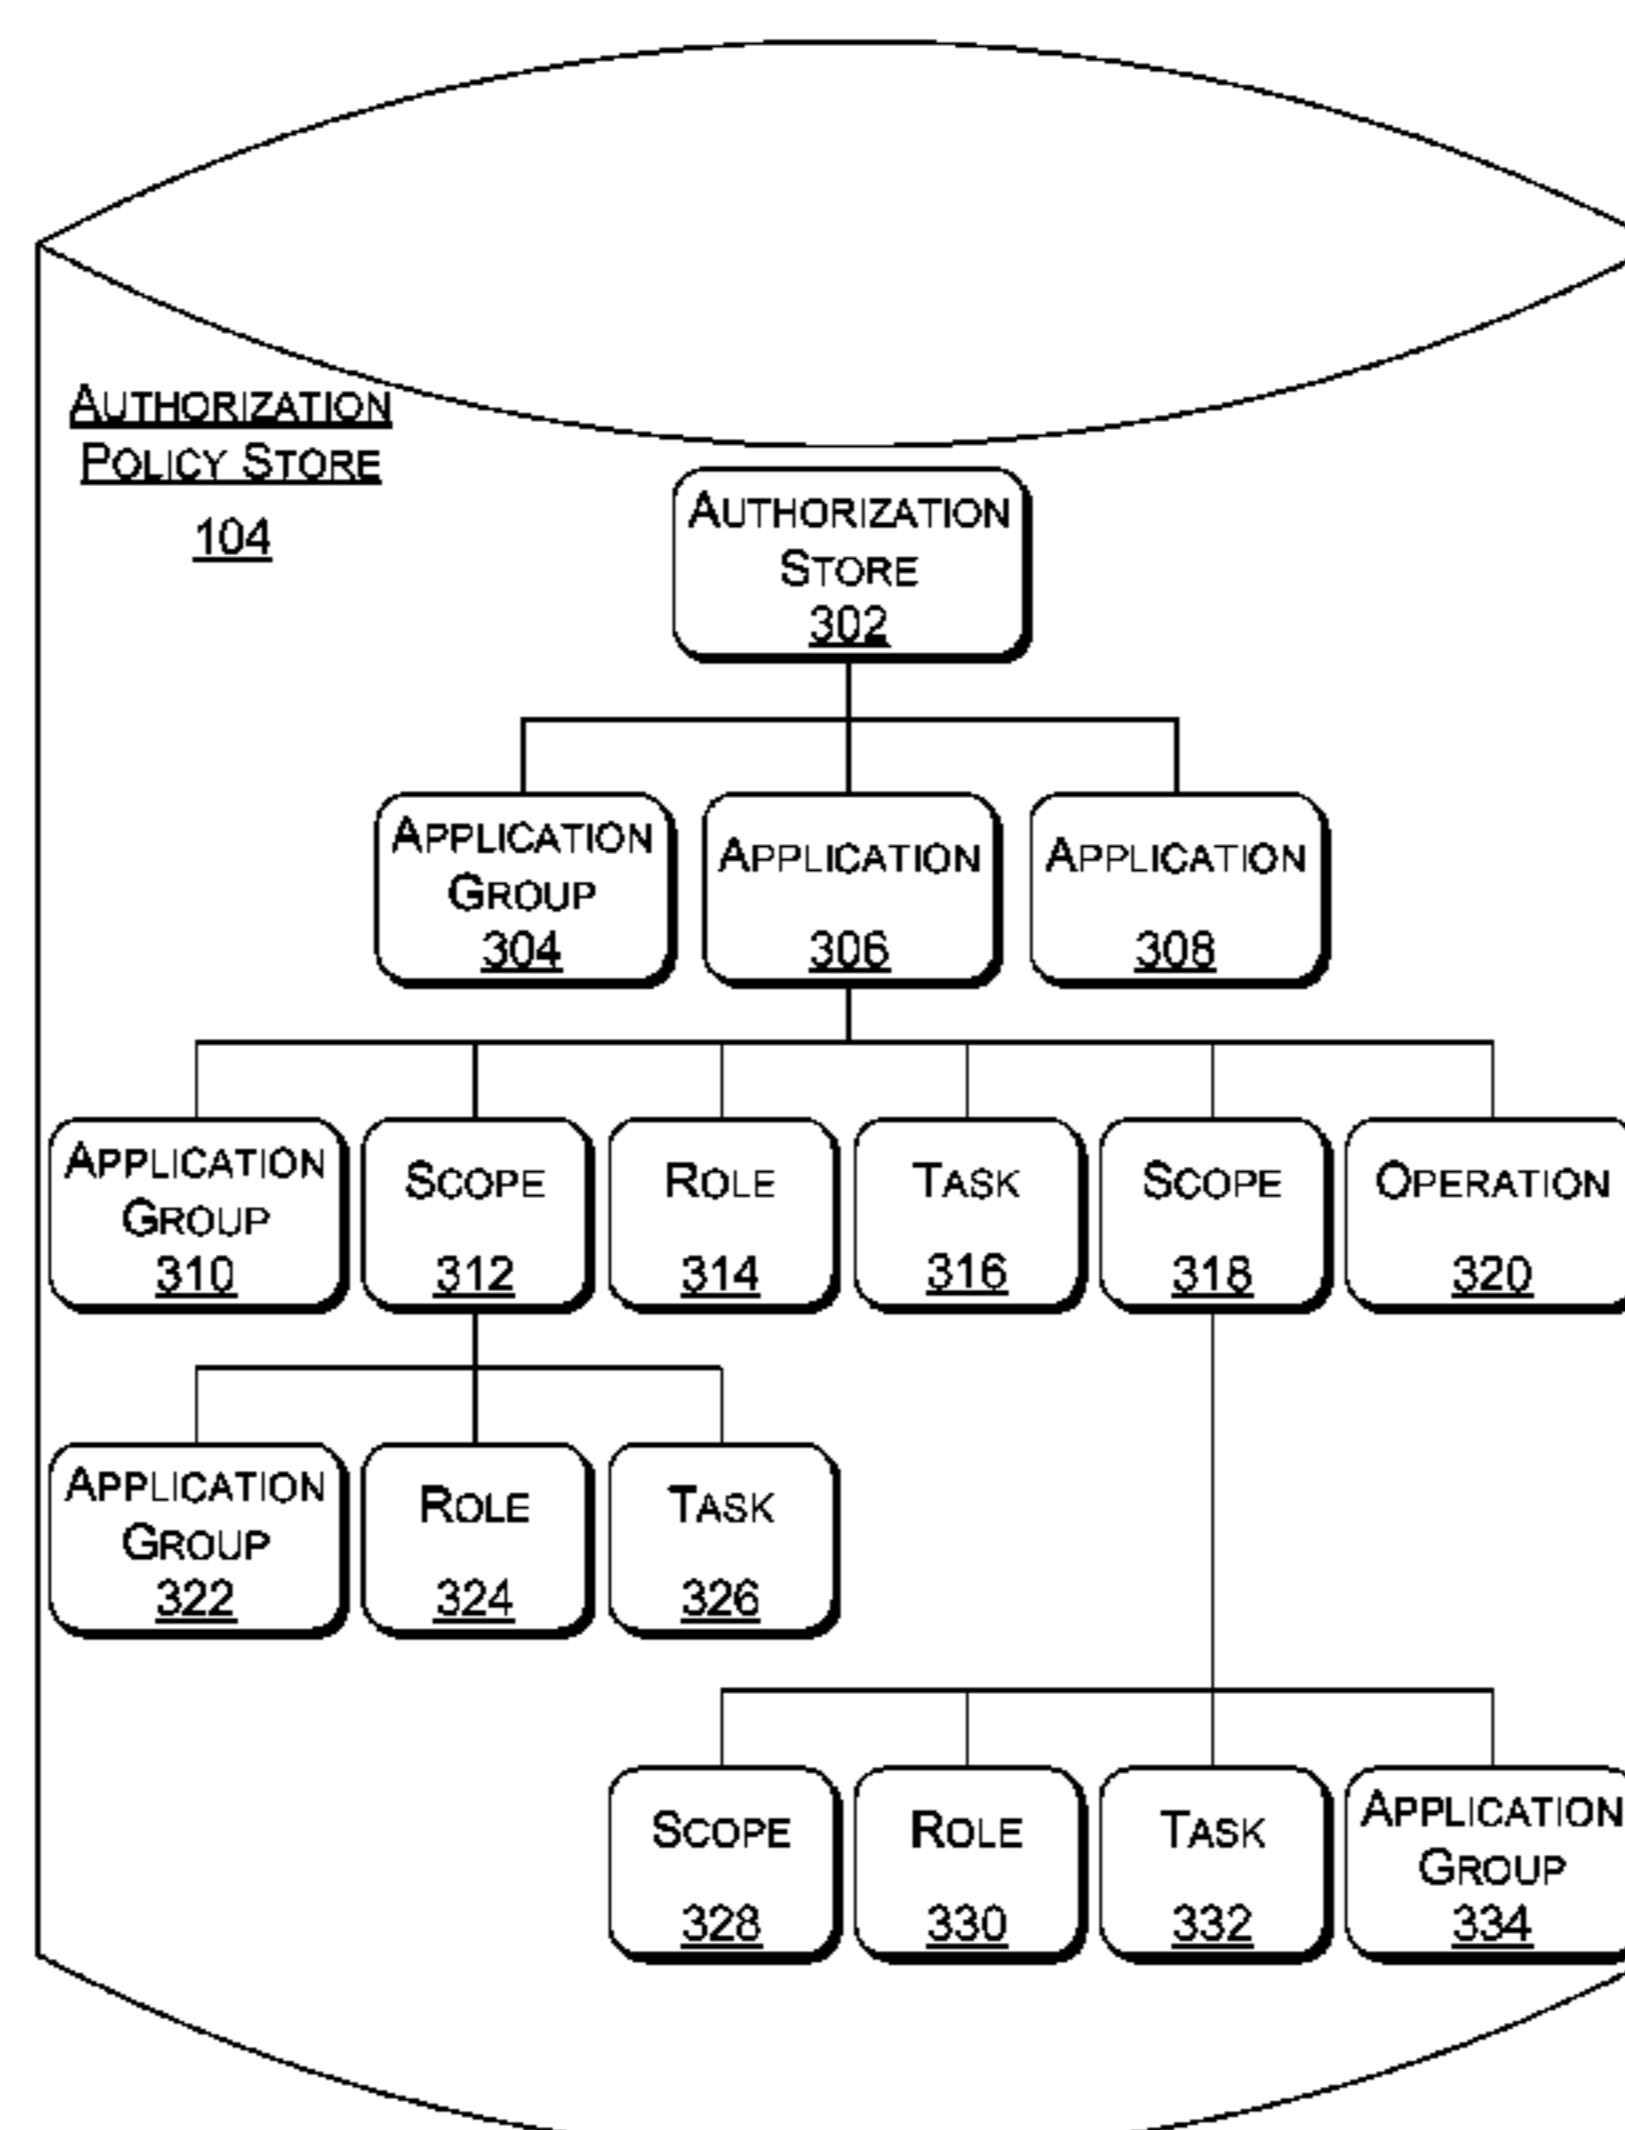 AUTHORIZATION
POLICY STORE
104
AUTHORIZATION
STORE
302
APPLICATION
GROUP
304
APPLICATION
306
APPLICATION
308
APPLICATION
GROUP
310
SCOPE
312
ROLE
314
TASK
316
SCOPE
318
OPERATION
320
APPLICATION
GROUP
322
ROLE
324
TASK
326
SCOPE
328
ROLE
330
TASK
332
APPLICATION
GROUP
334